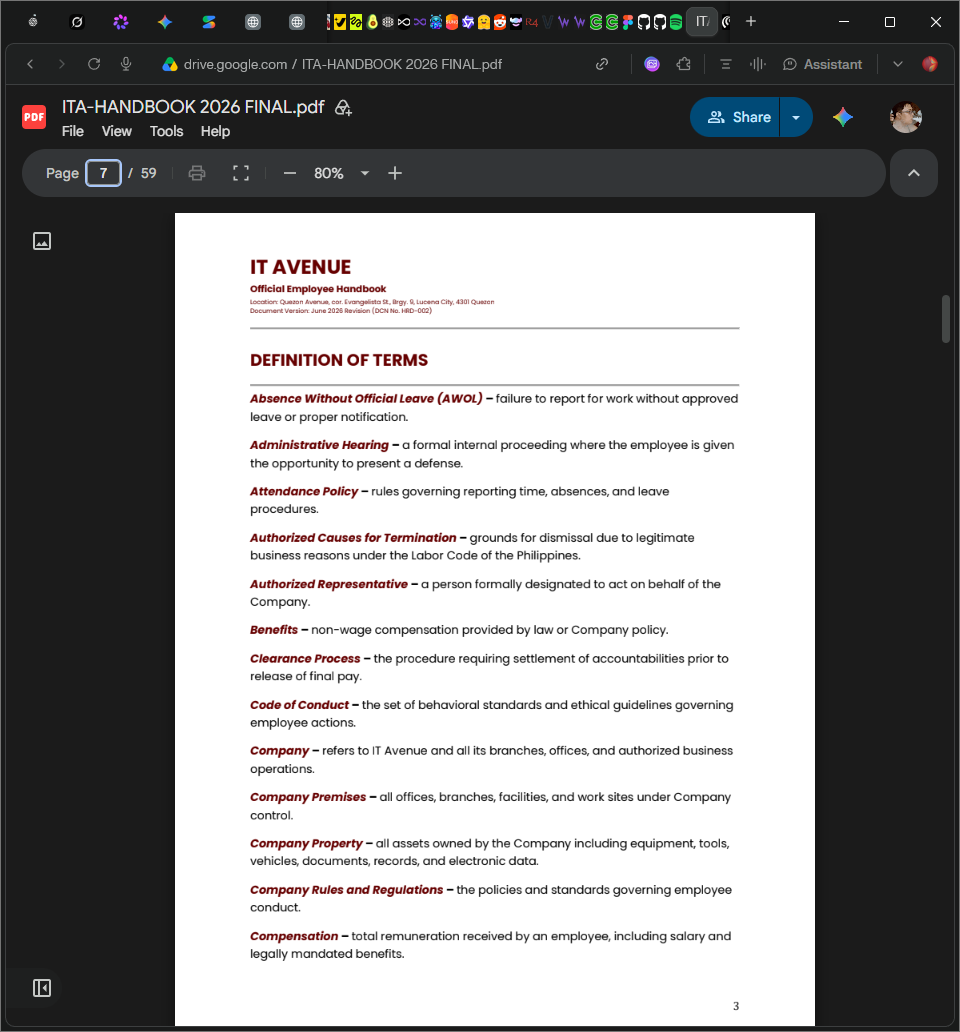 drive.google.com / ITA-HANDBOOK 2026 FINAL.pdf
Assistant
PDF
ITA-HANDBOOK 2026 FINAL.pdf
File View Tools Help
Share
Page 7 / 59
80%
IT AVENUE
Official Employee Handbook
Location: Quezon Avenue, cor. Evangelista St., Brgy. 9, Lucena City, 4301 Quezon
Document Version: June 2026 Revision (DCN No. HRD-002)
DEFINITION OF TERMS
Absence Without Official Leave (AWOL) – failure to report for work without approved
leave or proper notification.
Administrative Hearing – a formal internal proceeding where the employee is given
the opportunity to present a defense.
Attendance Policy – rules governing reporting time, absences, and leave
procedures.
Authorized Causes for Termination – grounds for dismissal due to legitimate
business reasons under the Labor Code of the Philippines.
Authorized Representative – a person formally designated to act on behalf of the
Company.
Benefits – non-wage compensation provided by law or Company policy.
Clearance Process – the procedure requiring settlement of accountabilities prior to
release of final pay.
Code of Conduct – the set of behavioral standards and ethical guidelines governing
employee actions.
Company – refers to IT Avenue and all its branches, offices, and authorized business
operations.
Company Premises – all offices, branches, facilities, and work sites under Company
control.
Company Property – all assets owned by the Company including equipment, tools,
vehicles, documents, records, and electronic data.
Company Rules and Regulations – the policies and standards governing employee
conduct.
Compensation – total remuneration received by an employee, including salary and
legally mandated benefits.
3